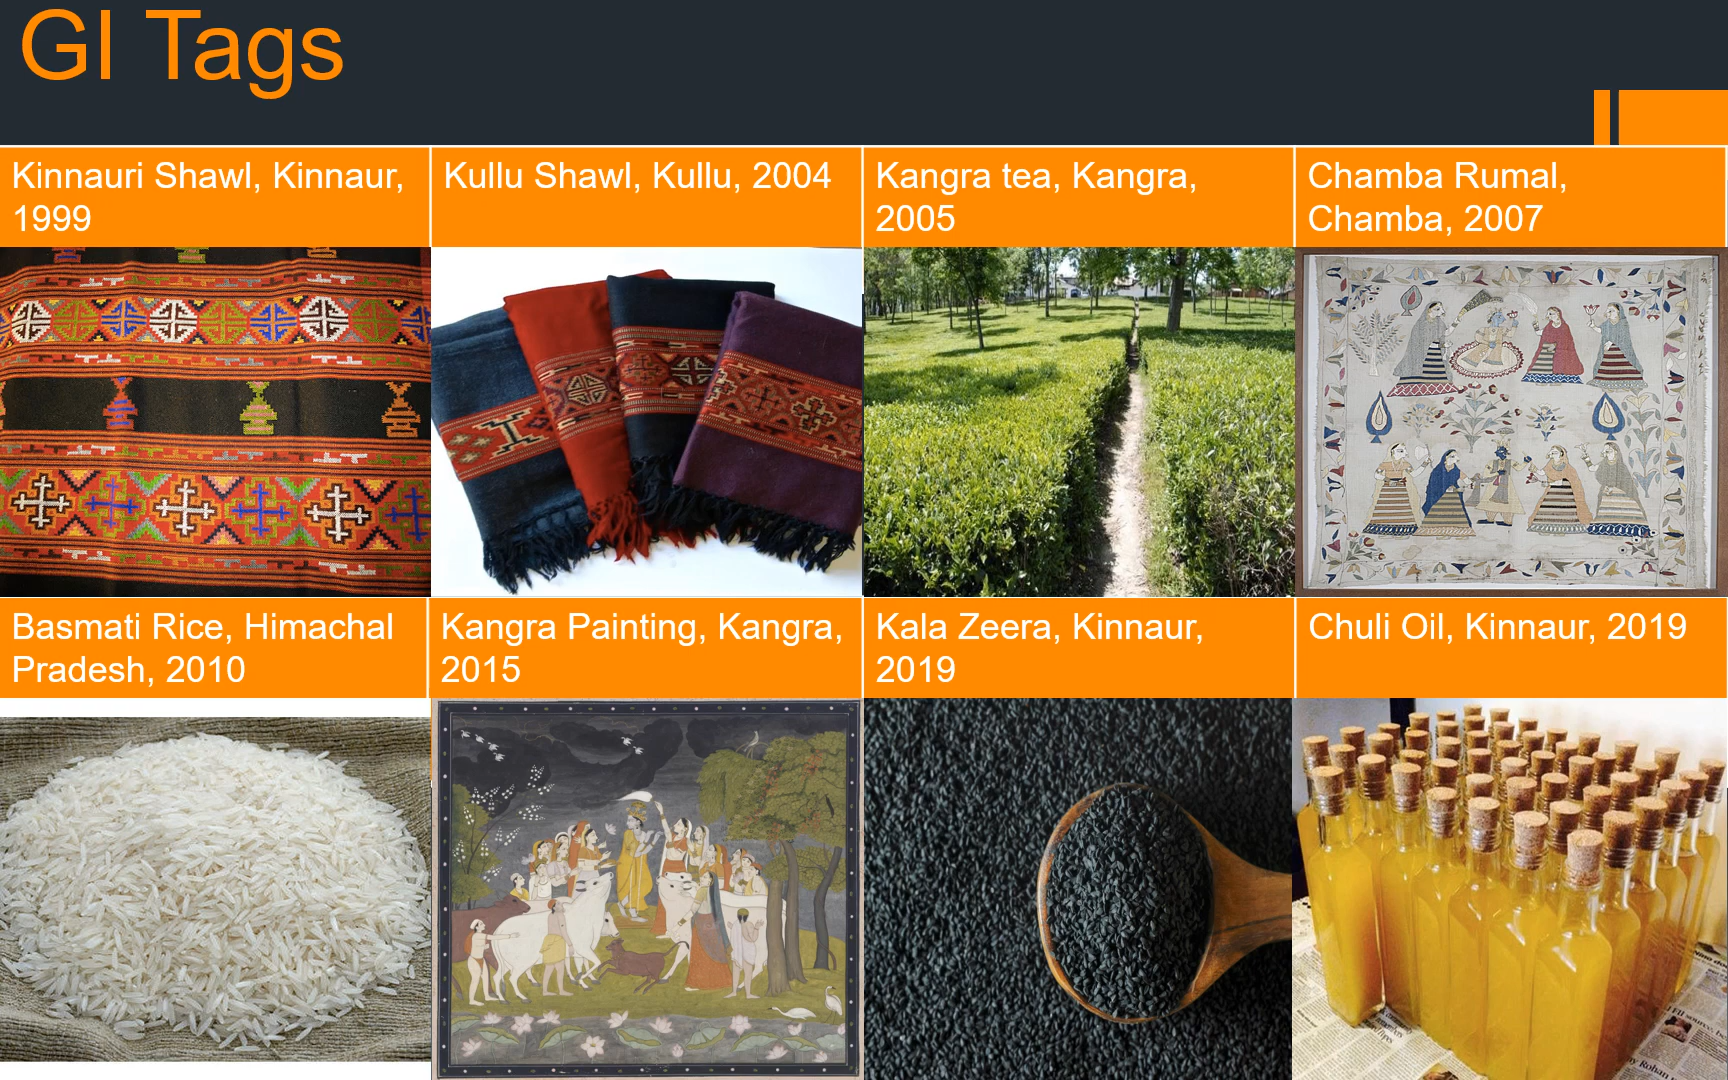 GI Tags
Kinnauri Shawl, Kinnaur,
1999
Kullu Shawl, Kullu, 2004
Kangra tea, Kangra,
2005
Chamba Rumal,
Chamba, 2007
Basmati Rice, Himachal
Pradesh, 2010
Kangra Painting, Kangra,
2015
Kala Zeera, Kinnaur,
2019
Chuli Oil, Kinnaur, 2019